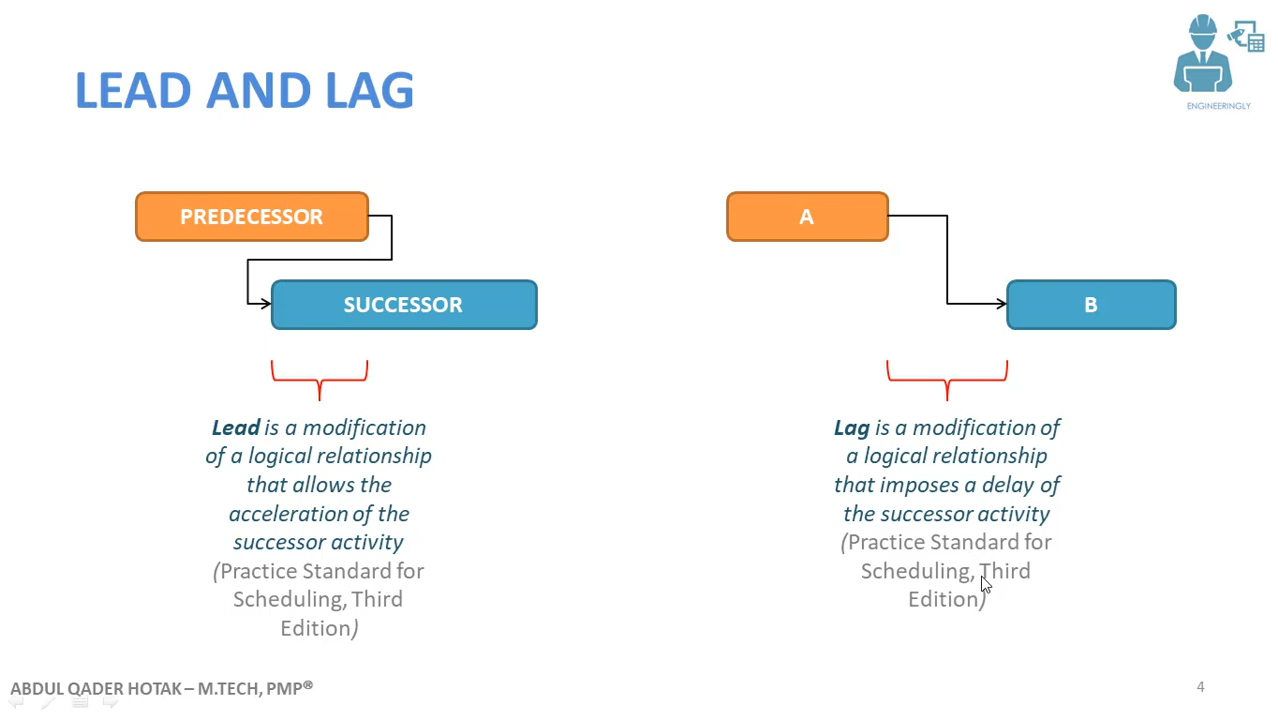 ENGINEERINGLY
LEAD AND LAG
PREDECESSOR
SUCCESSOR
Lead is a modification
of a logical relationship
that allows the
acceleration of the
successor activity
(Practice Standard for
Scheduling, Third
Edition)
A
B
Lag is a modification of
a logical relationship
that imposes a delay of
the successor activity
(Practice Standard for
Scheduling, Third
Edition)
ABDUL QADER HOTAK – M.TECH, PMP®
4